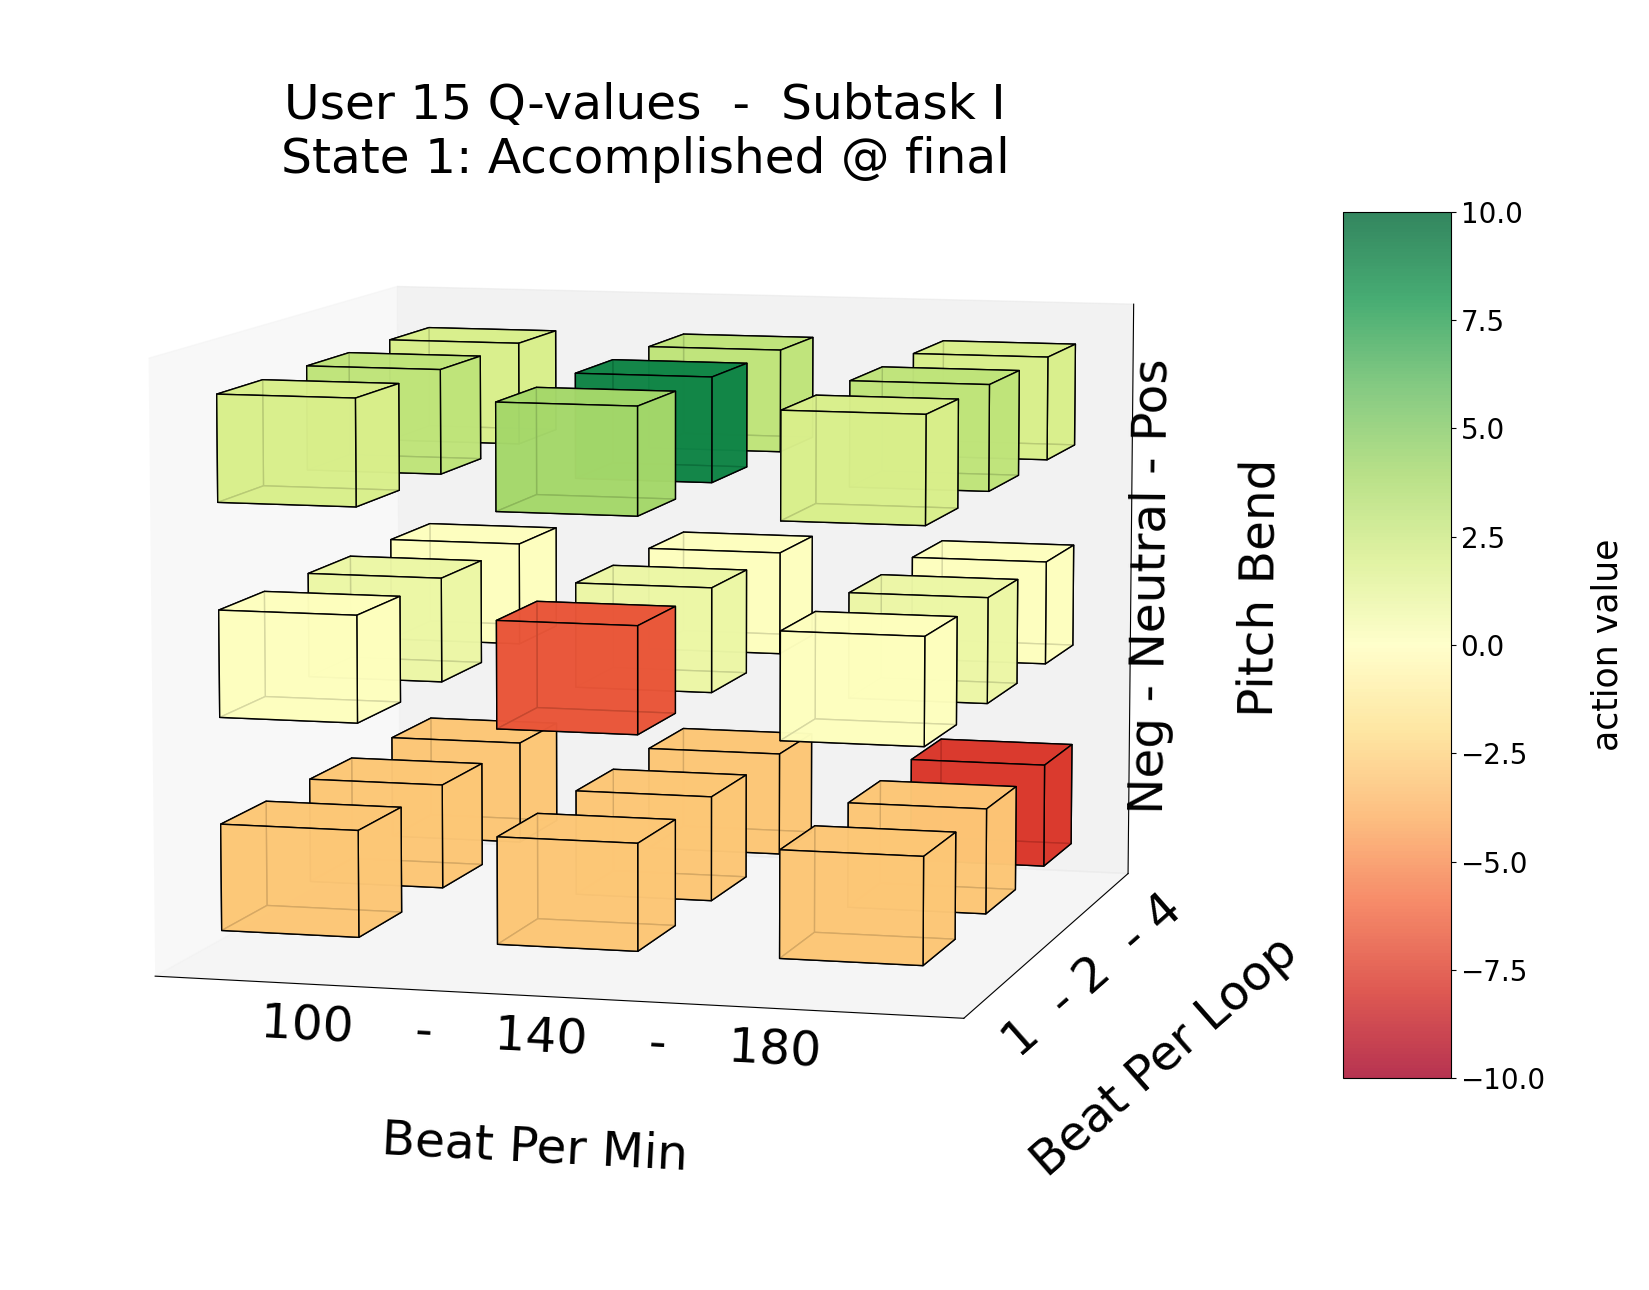 User 15 Q-values - Subtask I
State 1: Accomplished @ final
10.0
7.5
5.0
2.5
0.0
−2.5
−5.0
−7.5
−10.0
action value
Neg - Neutral - Pos
Pitch Bend
100 - 140 - 180
Beat Per Min
1 - 2 - 4
Beat Per Loop